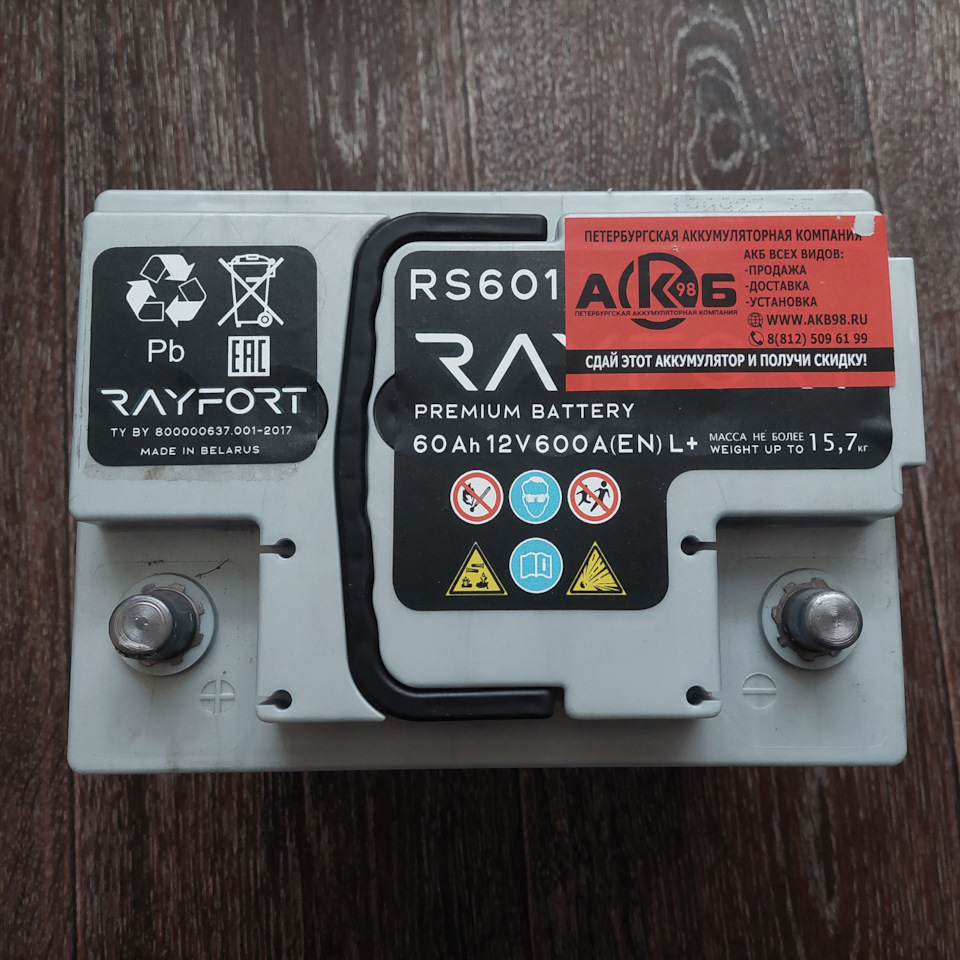 Pb
EAC
RAYFORT
TY BY 800000637.001-2017
MADE IN BELARUS
RS601
RAY
PREMIUM BATTERY
60Ah 12V 600A(EN) L+
МАССА НЕ БОЛЕЕ
WEIGHT UP TO
15,7кг
ПЕТЕРБУРГСКАЯ АККУМУЛЯТОРНАЯ КОМПАНИЯ
АКБ 98
ПЕТЕРБУРГСКАЯ АККУМУЛЯТОРНАЯ КОМПАНИЯ
АКБ ВСЕХ ВИДОВ:
-ПРОДАЖА
-ДОСТАВКА
-УСТАНОВКА
WWW.AKB98.RU
8(812) 509 61 99
СДАЙ ЭТОТ АККУМУЛЯТОР И ПОЛУЧИ СКИДКУ!